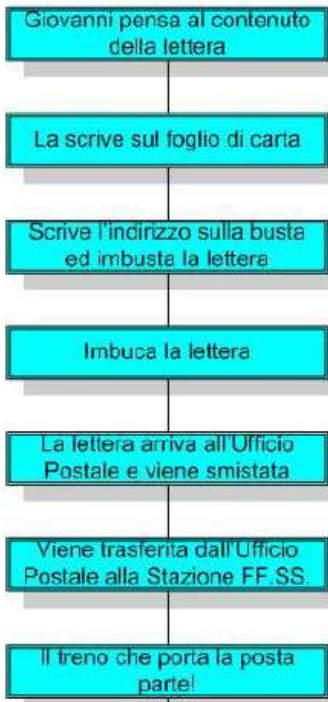 Giovanni pensa al contenuto
della lettera
La scrive sul foglio di carta
Scrive l'indirizzo sulla busta
ed imbusta la lettera
Imbuca la lettera
La lettera arriva all'Ufficio
Postale e viene smistata
Viene trasferita dall'Ufficio
Postale alla Stazione FF.SS.
Il treno che porta la posta
parte!